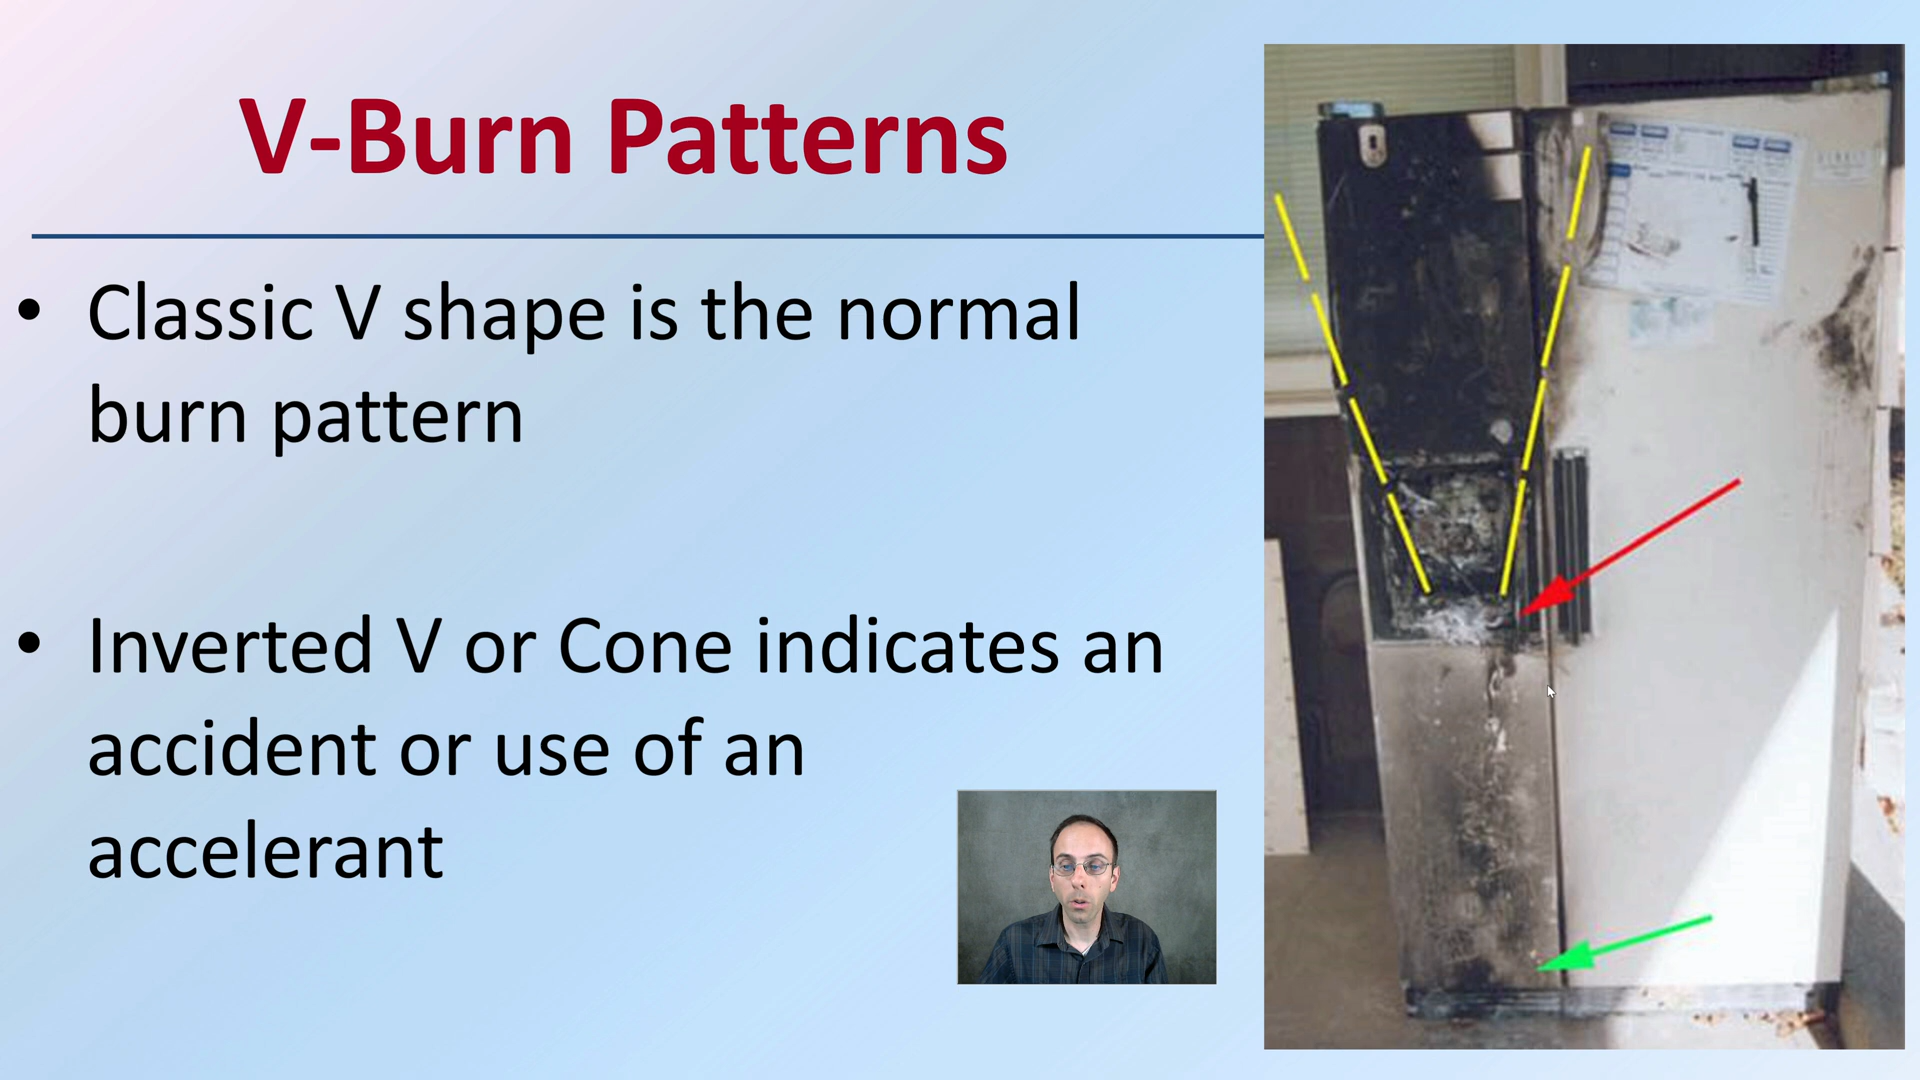 V-Burn Patterns
• Classic V shape is the normal
burn pattern
• Inverted V or Cone indicates an
accident or use of an
accelerant